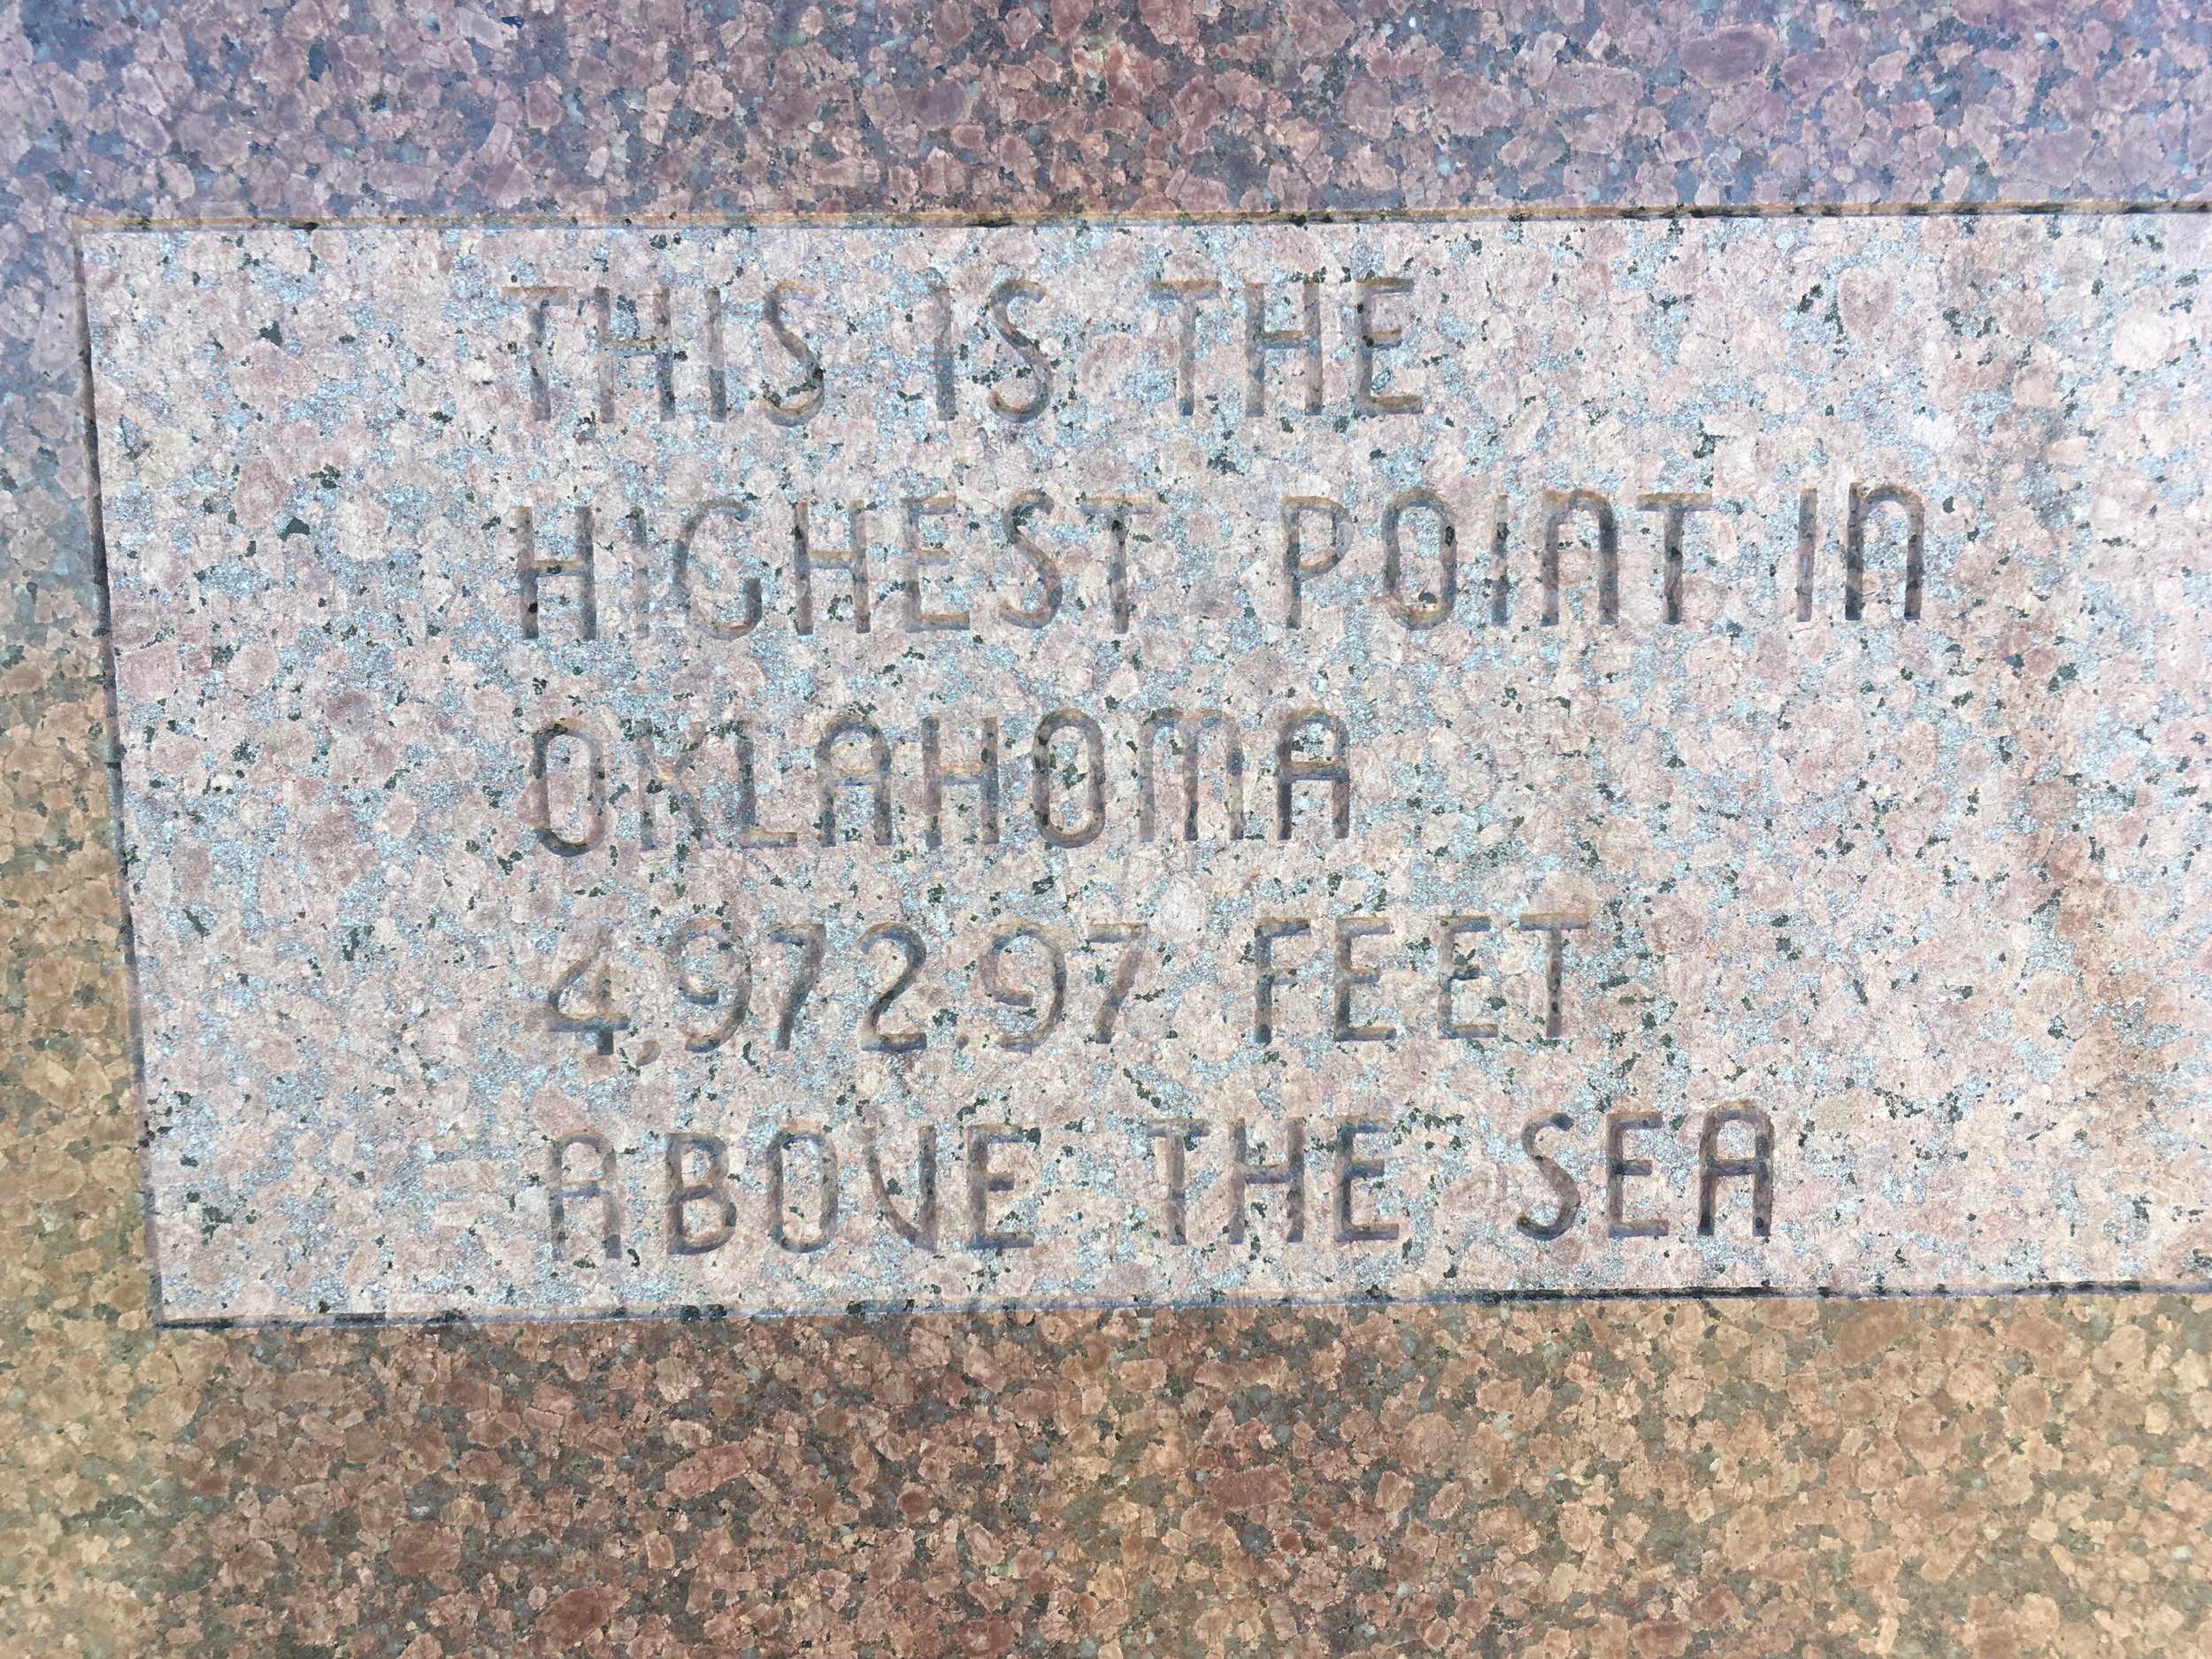 THIS IS THE
HIGHEST POINT IN
OKLAHOMA
4,972.97 FEET
ABOVE THE SEA